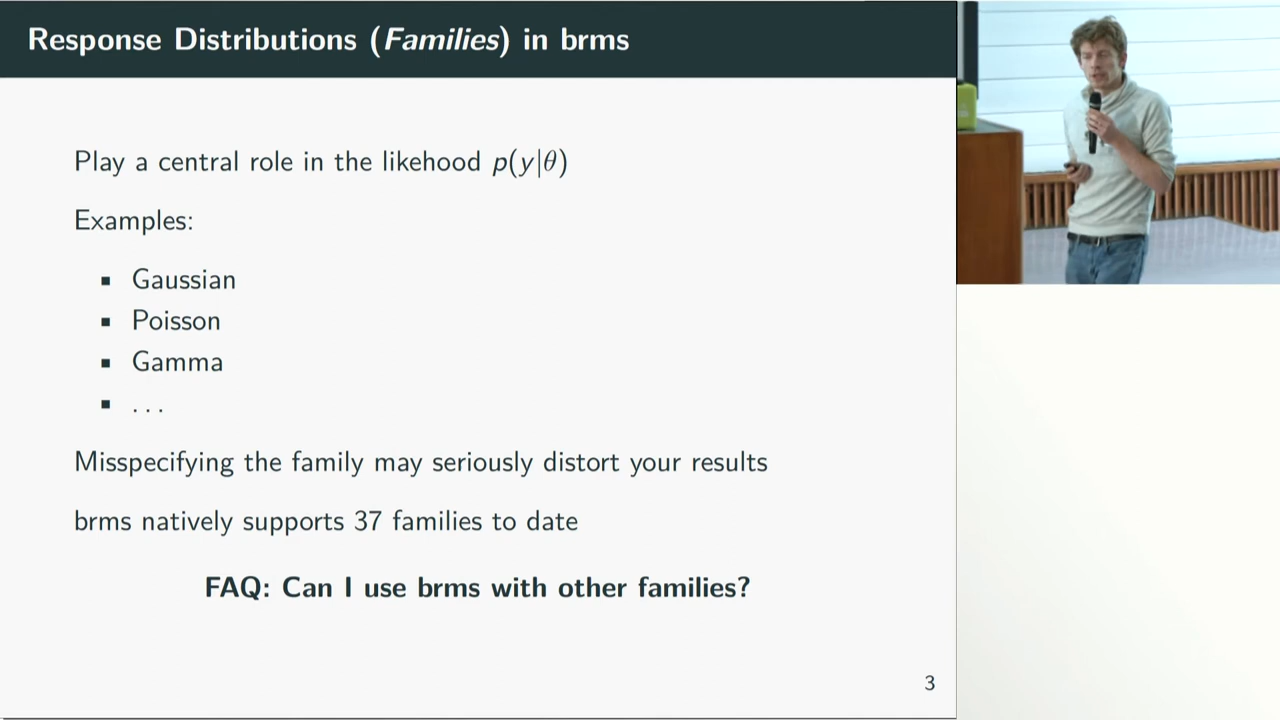 Response Distributions (Families) in brms
Play a central role in the likehood p(y|θ)
Examples:
▪ Gaussian
▪ Poisson
▪ Gamma
▪ . . .
Misspecifying the family may seriously distort your results
brms natively supports 37 families to date
FAQ: Can I use brms with other families?
3